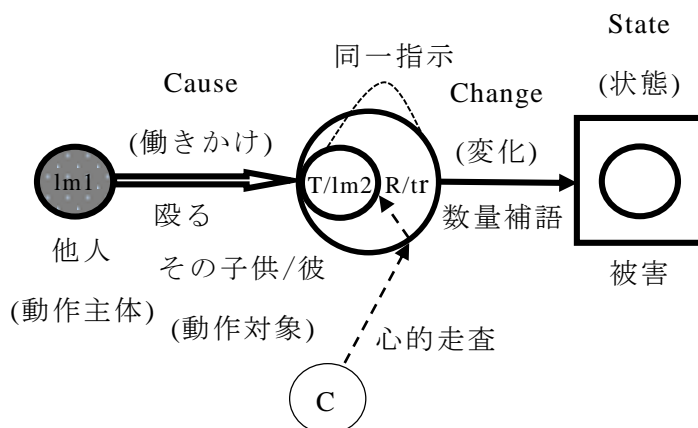 State
同一指示
Cause
Change
(状態)
(働きかけ)
(変化)
lm1
T/lm2
R/tr
殴る
数量補語
他人
その子供/彼
被害
(動作主体)
(動作対象)
心的走査
C